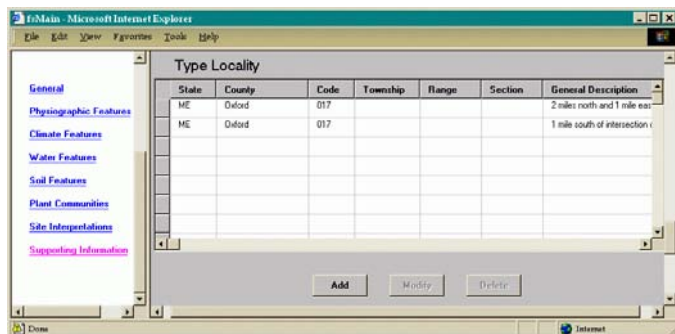 fsMain - Microsoft Internet Explorer
File Edit View Favorites Tools Help
Type Locality
General
Physiographic Features
Climate Features
Water Features
Soil Features
Plant Communities
Site Interpretations
Supporting Information
State County Code Township Range Section General Description
ME Oxford 017 2 miles north and 1 mile eas
ME Oxford 017 1 mile south of intersection
Add Modify Delete
Done Internet